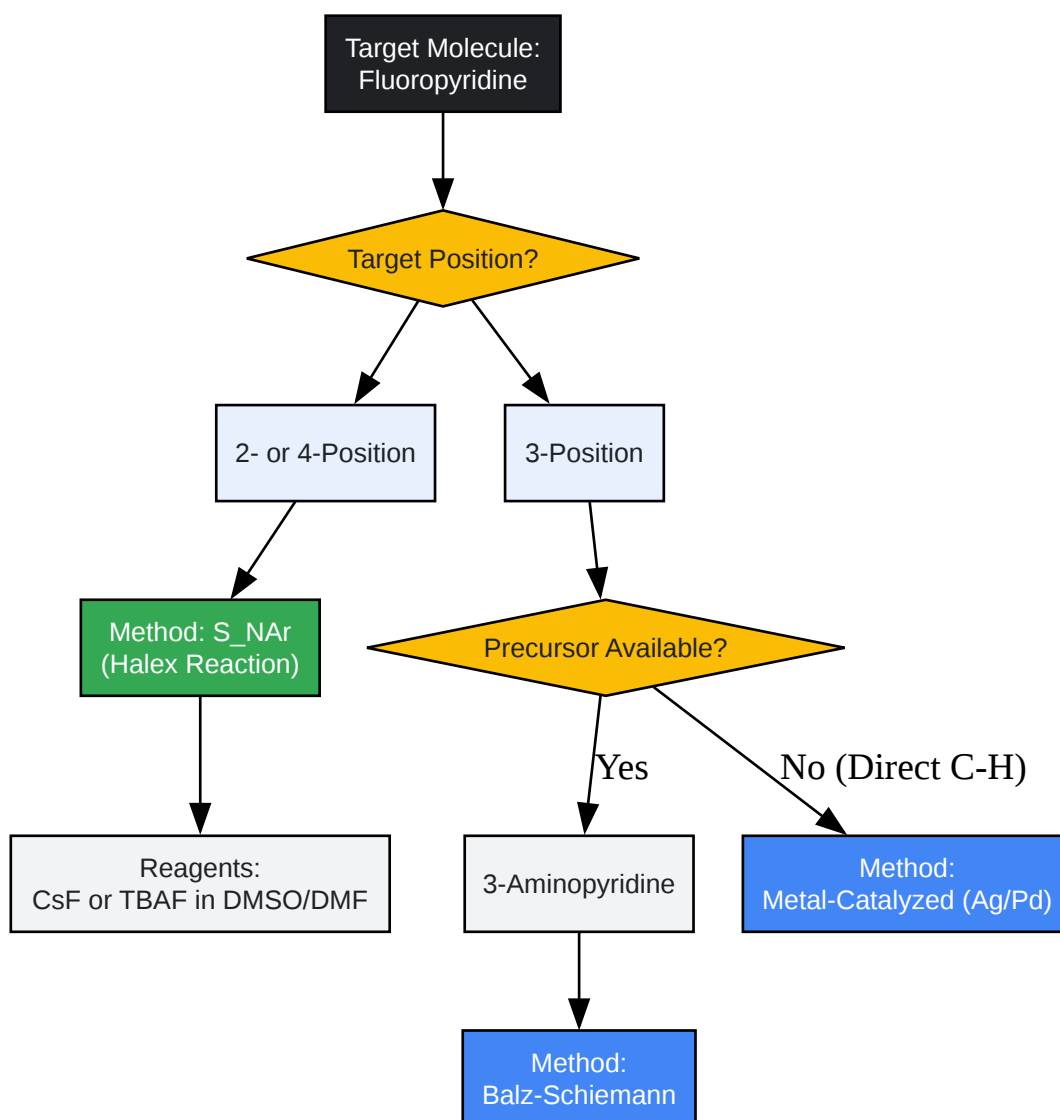 Target Molecule:
Fluoropyridine
Target Position?
2- or 4-Position
3-Position
Method: S_NAr
(Halex Reaction)
Precursor Available?
Yes
No (Direct C-H)
Reagents:
CsF or TBAF in DMSO/DMF
3-Aminopyridine
Method:
Metal-Catalyzed (Ag/Pd)
Method:
Balz-Schiemann